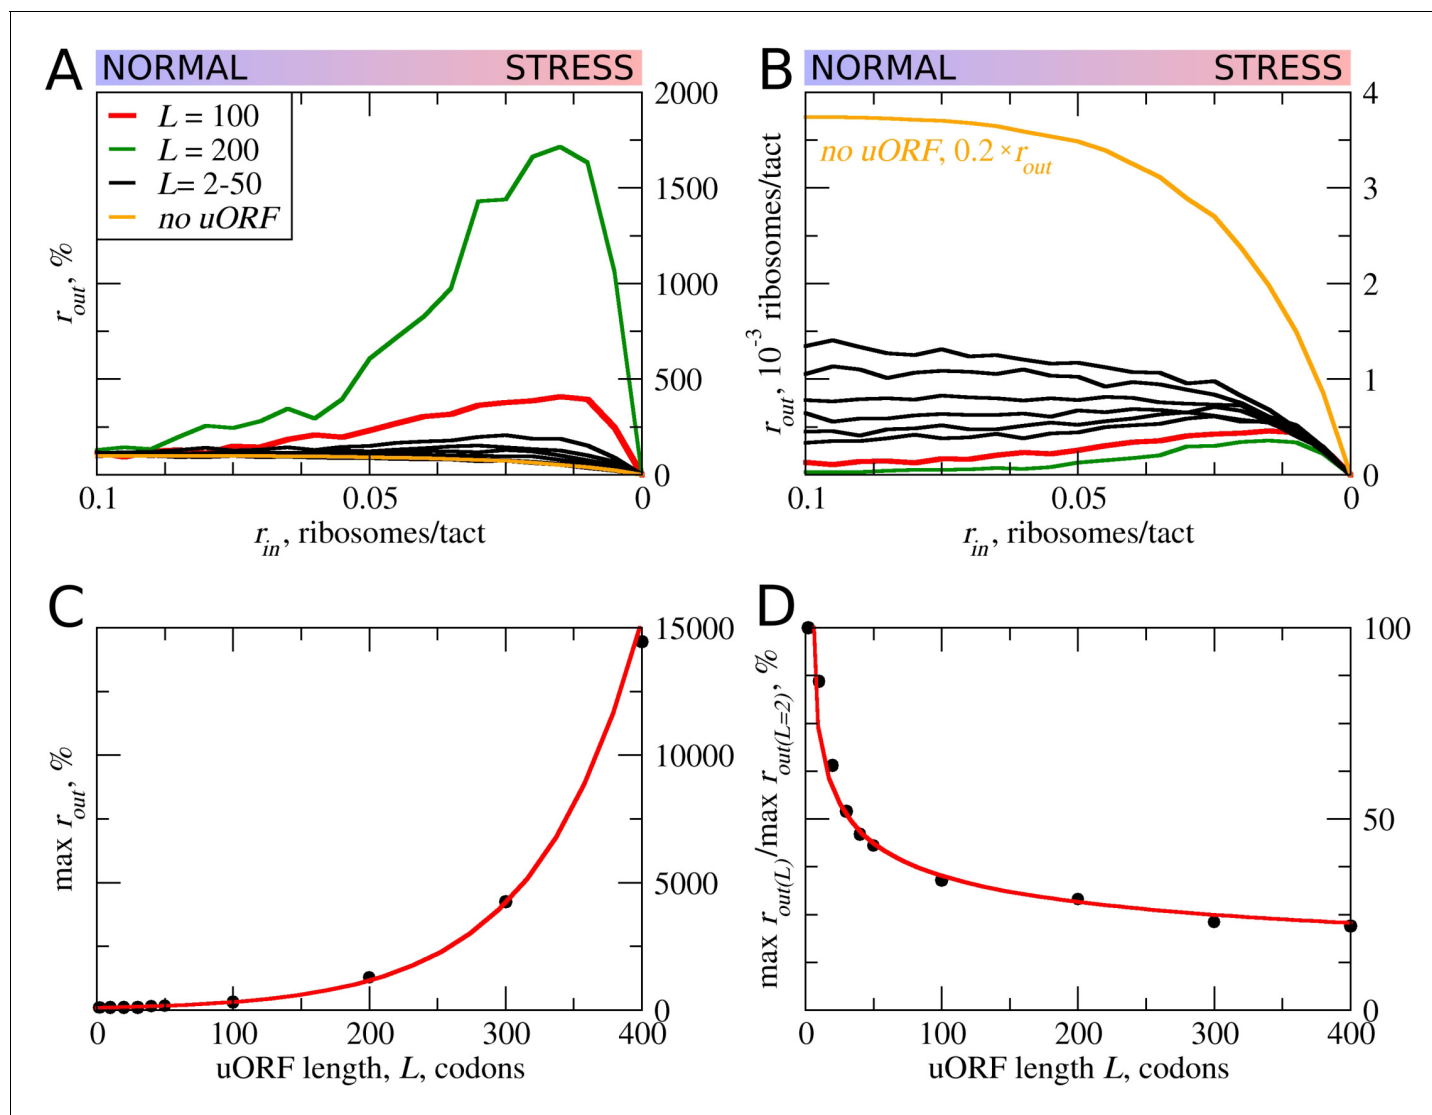 A
NORMAL
STRESS
L = 100
L = 200
L= 2-50
no uORF
2000
1500
1000
500
0
r_out, %
0.1
0.05
0
r_in, ribosomes/tact
B
NORMAL
STRESS
no uORF, 0.2 × r_out
4
3
2
1
0
r_out, 10^-3 ribosomes/tact
0.1
0.05
0
r_in, ribosomes/tact
C
15000
10000
5000
0
max r_out, %
0
100
200
300
400
uORF length, L, codons
D
100
50
0
max r_out(L)/max r_out(L=2), %
0
100
200
300
400
uORF length L, codons